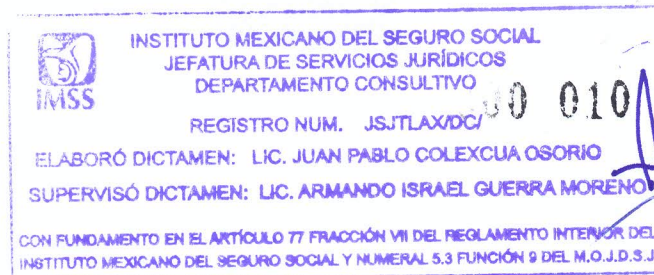 INSTITUTO MEXICANO DEL SEGURO SOCIAL
JEFATURA DE SERVICIOS JURÍDICOS
DEPARTAMENTO CONSULTIVO
IMSS
REGISTRO NUM. JSJTLAX/DC/ 00 010
ELABORÓ DICTAMEN: LIC. JUAN PABLO COLEXCUA OSORIO
SUPERVISÓ DICTAMEN: LIC. ARMANDO ISRAEL GUERRA MORENO
CON FUNDAMENTO EN EL ARTÍCULO 77 FRACCIÓN VII DEL REGLAMENTO INTERIOR DEL
INSTITUTO MEXICANO DEL SEGURO SOCIAL Y NUMERAL 5.3 FUNCIÓN 9 DEL M.O.J.D.S.J